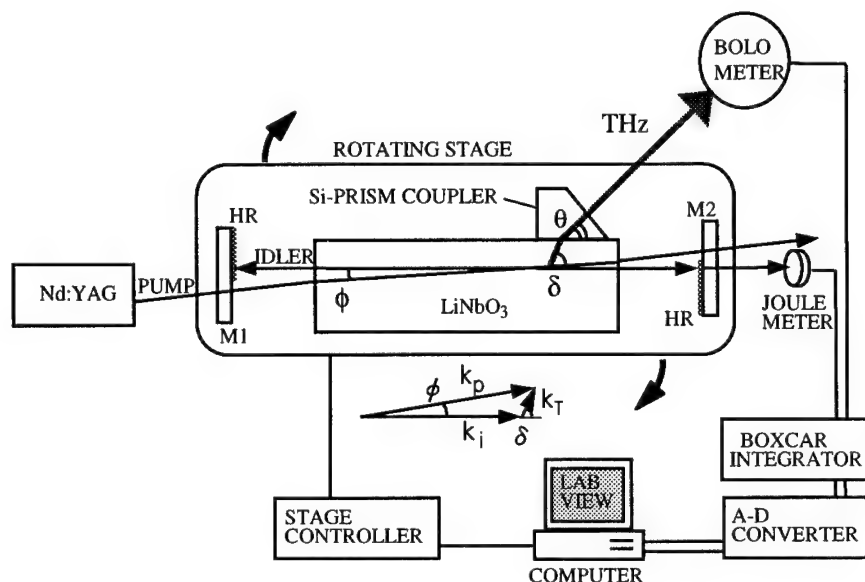 BOLO
METER
THz
ROTATING STAGE
Si-PRISM COUPLER
θ
M2
HR
IDLER
Nd:YAG
PUMP
φ
δ
LiNbO3
JOULE
METER
M1
HR
φ
kp
kT
ki
δ
BOXCAR
INTEGRATOR
LAB
VIEW
STAGE
CONTROLLER
A-D
CONVERTER
COMPUTER